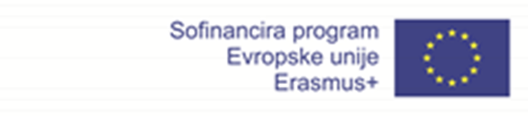 Sofinancira program
Evropske unije
Erasmus+